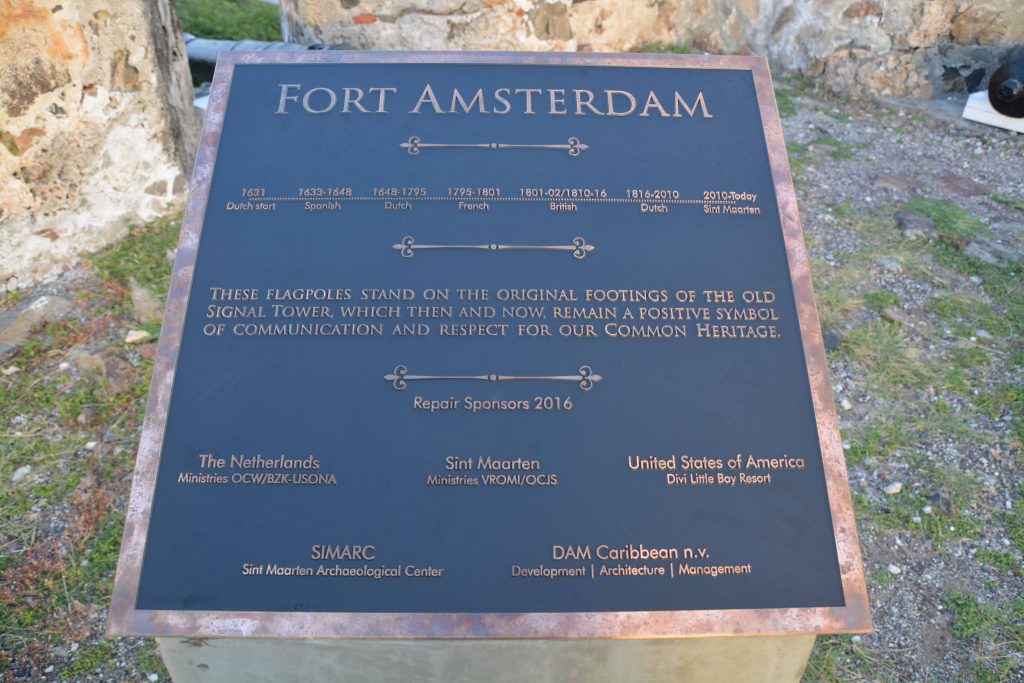 FORT AMSTERDAM
1631 1633-1648 1648-1795 1795-1801 1801-02/1810-16 1816-2010 2010-Today
Dutch start Spanish Dutch French British Dutch Sint Maarten
THESE FLAGPOLES STAND ON THE ORIGINAL FOOTINGS OF THE OLD
SIGNAL TOWER, WHICH THEN AND NOW, REMAIN A POSITIVE SYMBOL
OF COMMUNICATION AND RESPECT FOR OUR COMMON HERITAGE.
Repair Sponsors 2016
The Netherlands Sint Maarten United States of America
Ministries OCW/BZK-USONA Ministries VROMI/OCJS Divi Little Bay Resort
SIMARC DAM Caribbean n.v.
Sint Maarten Archaeological Center Development | Architecture | Management